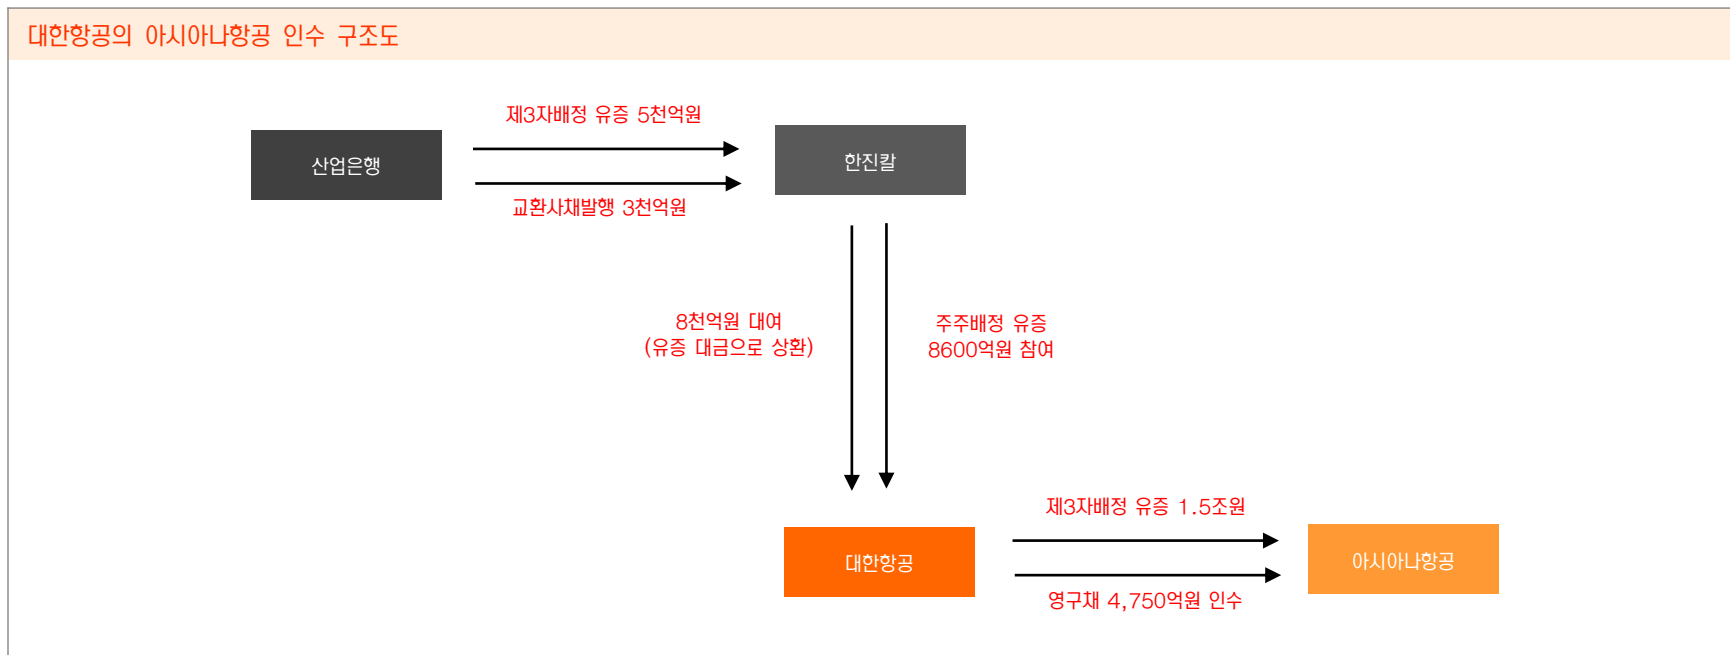 대한항공의 아시아나항공 인수 구조도
제3자배정 유증 5천억원
산업은행
한진칼
교환사채발행 3천억원
8천억원 대여
(유증 대금으로 상환)
주주배정 유증
8600억원 참여
제3자배정 유증 1.5조원
대한항공
아시아나항공
영구채 4,750억원 인수